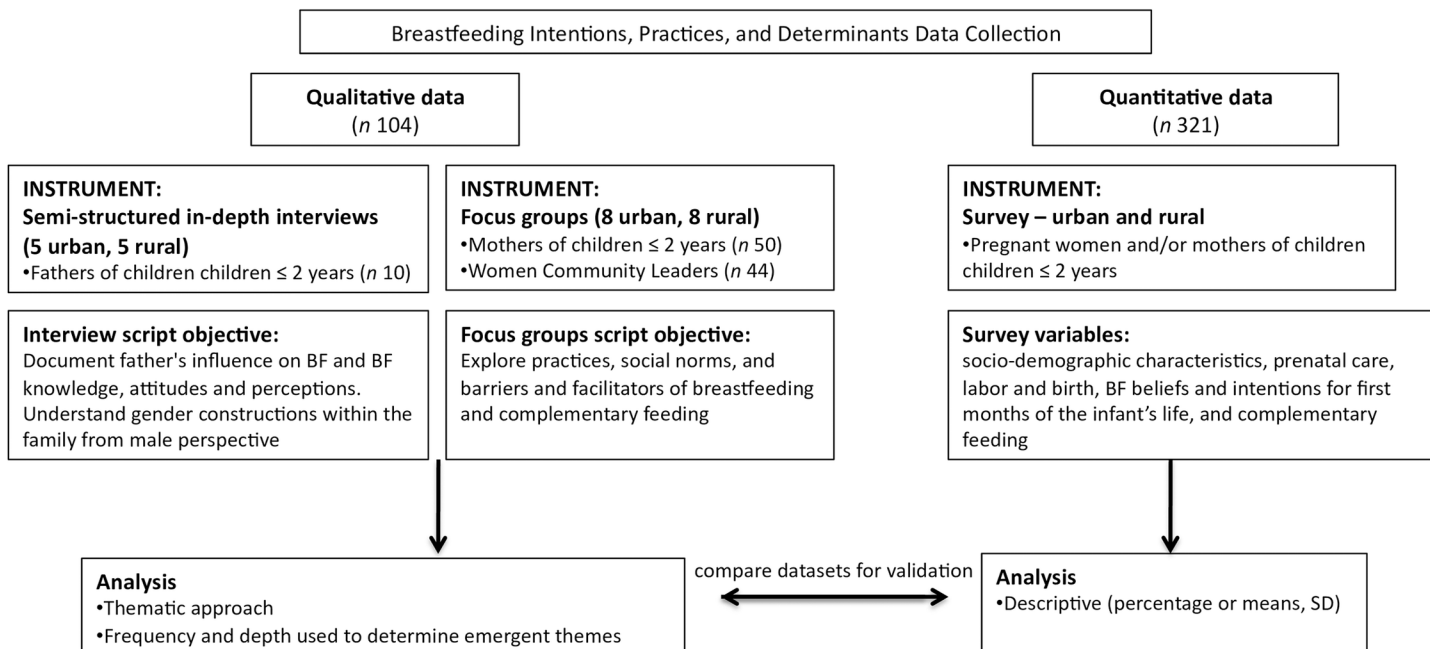 Breastfeeding Intentions, Practices, and Determinants Data Collection
Qualitative data
(n 104)
Quantitative data
(n 321)
INSTRUMENT:
Semi-structured in-depth interviews
(5 urban, 5 rural)
•Fathers of children children ≤ 2 years (n 10)
INSTRUMENT:
Focus groups (8 urban, 8 rural)
•Mothers of children ≤ 2 years (n 50)
•Women Community Leaders (n 44)
INSTRUMENT:
Survey – urban and rural
•Pregnant women and/or mothers of children
children ≤ 2 years
Interview script objective:
Document father's influence on BF and BF
knowledge, attitudes and perceptions.
Understand gender constructions within the
family from male perspective
Focus groups script objective:
Explore practices, social norms, and
barriers and facilitators of breastfeeding
and complementary feeding
Survey variables:
socio-demographic characteristics, prenatal care,
labor and birth, BF beliefs and intentions for first
months of the infant’s life, and complementary
feeding
Analysis
•Thematic approach
•Frequency and depth used to determine emergent themes
compare datasets for validation
Analysis
•Descriptive (percentage or means, SD)